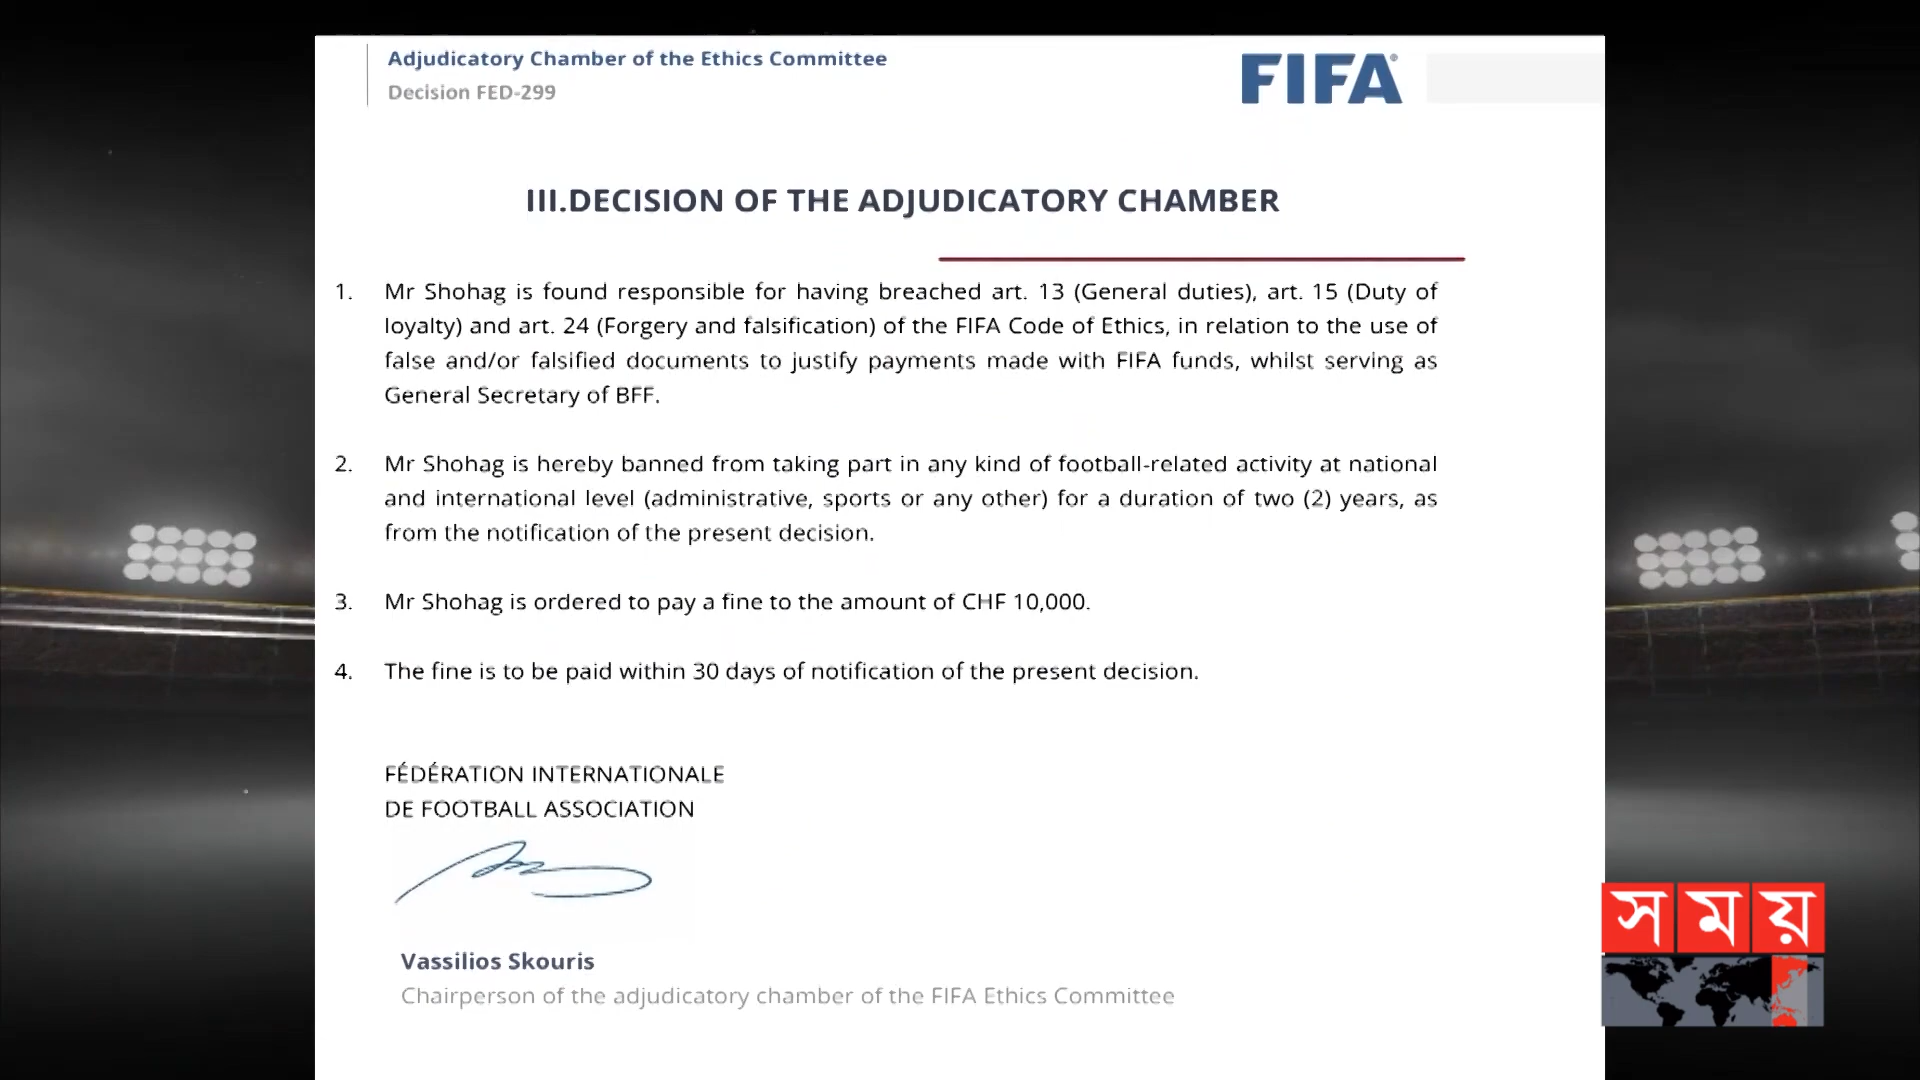 Adjudicatory Chamber of the Ethics Committee
Decision FED-299
FIFA®
III.DECISION OF THE ADJUDICATORY CHAMBER
1. Mr Shohag is found responsible for having breached art. 13 (General duties), art. 15 (Duty of
loyalty) and art. 24 (Forgery and falsification) of the FIFA Code of Ethics, in relation to the use of
false and/or falsified documents to justify payments made with FIFA funds, whilst serving as
General Secretary of BFF.
2. Mr Shohag is hereby banned from taking part in any kind of football-related activity at national
and international level (administrative, sports or any other) for a duration of two (2) years, as
from the notification of the present decision.
3. Mr Shohag is ordered to pay a fine to the amount of CHF 10,000.
4. The fine is to be paid within 30 days of notification of the present decision.
FÉDÉRATION INTERNATIONALE
DE FOOTBALL ASSOCIATION
Vassilios Skouris
Chairperson of the adjudicatory chamber of the FIFA Ethics Committee
সময়